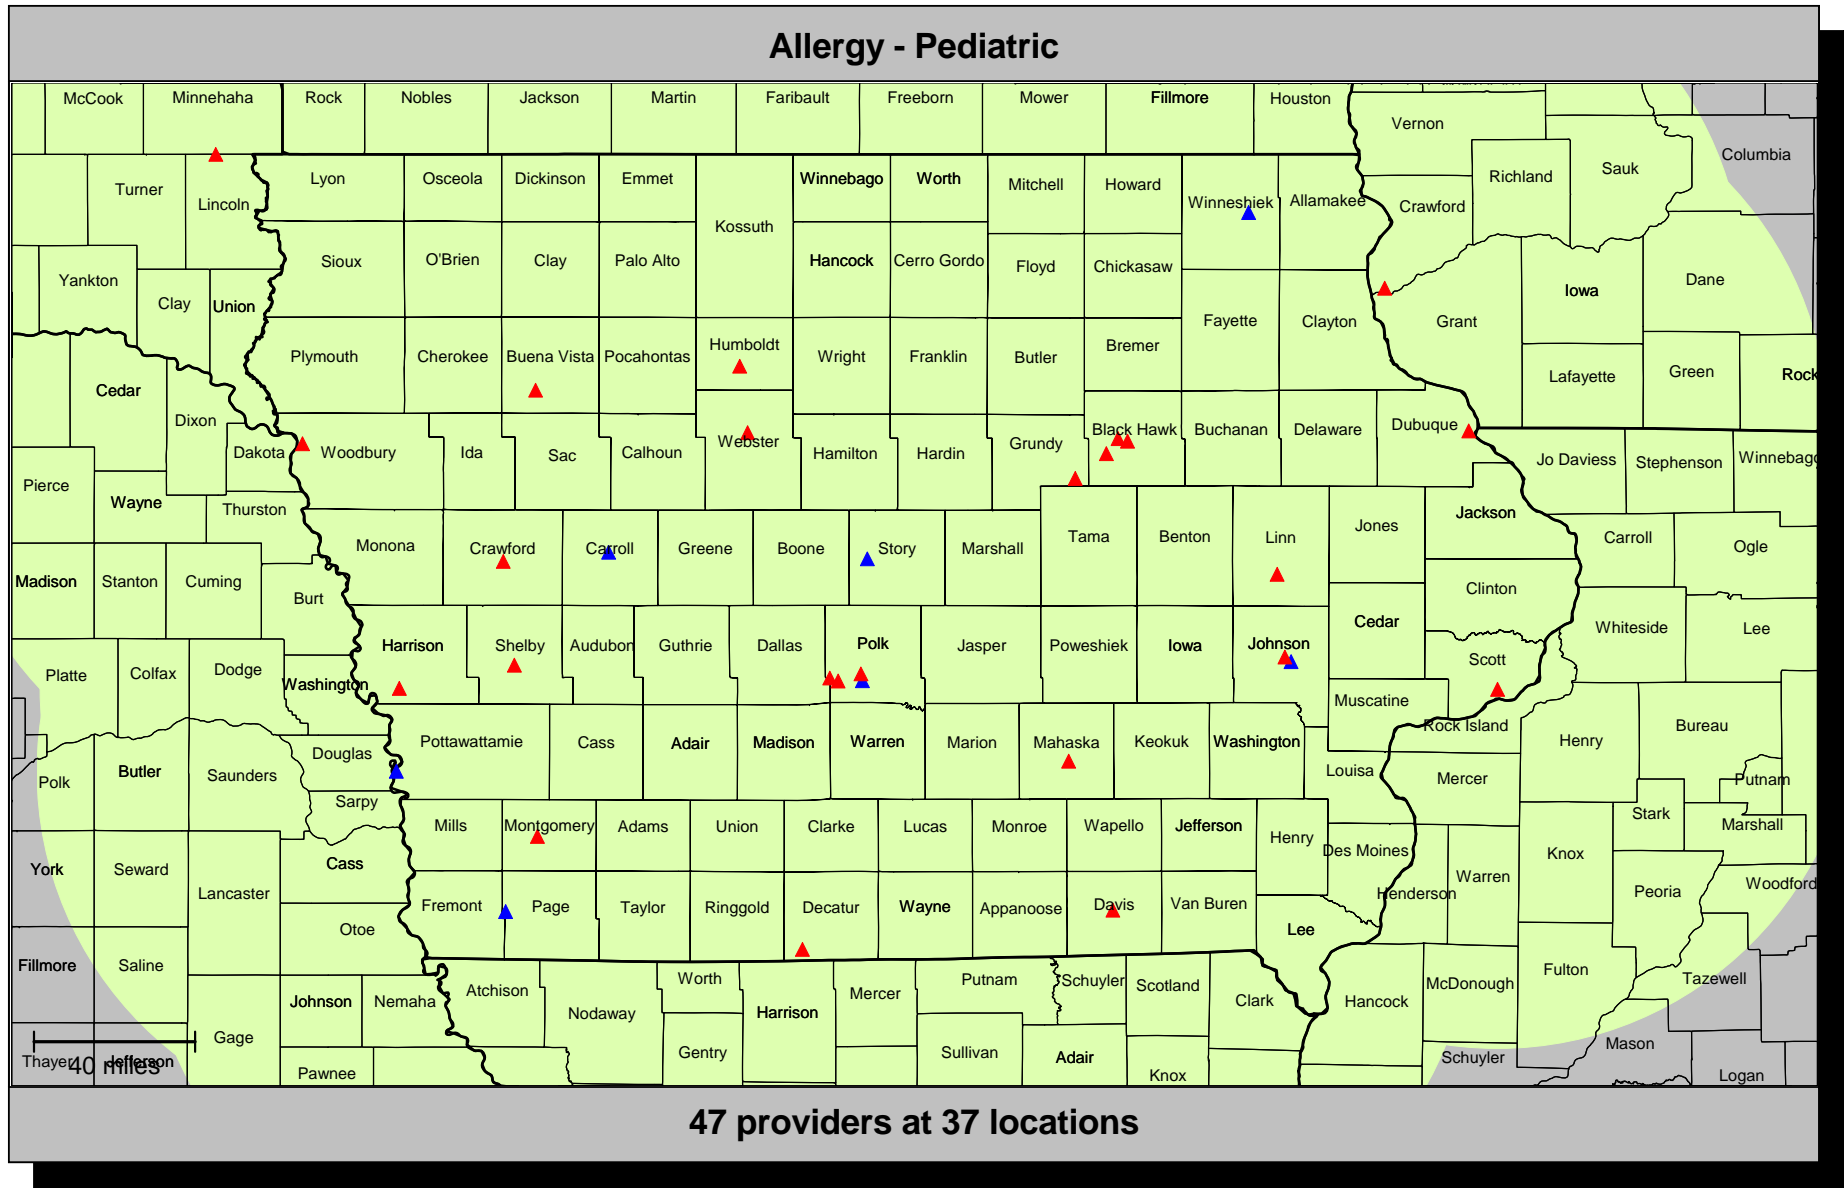 Allergy - Pediatric
McCook Minnehaha Rock Nobles Jackson Martin Faribault Freeborn Mower Fillmore Houston
Vernon
Columbia
Sauk
Richland
Turner Lyon Osceola Dickinson Emmet Winnebago Worth Mitchell Howard
Lincoln Winneshiek Allamakee Crawford
Kossuth
Yankton Sioux O'Brien Clay Palo Alto Hancock Cerro Gordo Floyd Chickasaw Dane
Clay Union Iowa
Fayette Clayton Grant
Plymouth Cherokee Buena Vista Pocahontas Humboldt Wright Franklin Butler Bremer
Cedar Lafayette Green Rock
Dixon
Dakota Woodbury Ida Sac Calhoun Webster Hamilton Hardin Grundy Black Hawk Buchanan Delaware Dubuque
Jo Daviess Stephenson Winnebago
Pierce
Wayne Thurston Jackson
Monona Crawford Carroll Greene Boone Story Marshall Tama Benton Linn Jones Carroll Ogle
Madison Stanton Cuming
Burt Clinton
Harrison Shelby Audubon Guthrie Dallas Polk Jasper Poweshiek Iowa Johnson Cedar Whiteside Lee
Scott
Platte Colfax Dodge
Washington Muscatine
Rock Island Bureau
Pottawattamie Cass Adair Madison Warren Marion Mahaska Keokuk Washington Henry
Douglas
Polk Butler Saunders Louisa Mercer Putnam
Sarpy
Mills Montgomery Adams Union Clarke Lucas Monroe Wapello Jefferson Henry Stark Marshall
Des Moines Knox
York Seward Cass
Lancaster Warren Peoria Woodford
Henderson
Fremont Page Taylor Ringgold Decatur Wayne Appanoose Davis Van Buren
Otoe Lee
Fillmore Saline Fulton
Atchison Worth Mercer Putnam Schuyler Scotland McDonough Tazewell
Johnson Nemaha Nodaway Harrison Clark Hancock
Gage Gentry Sullivan Adair Schuyler Mason
Thayer Jefferson
40 miles
Pawnee Knox Logan
47 providers at 37 locations